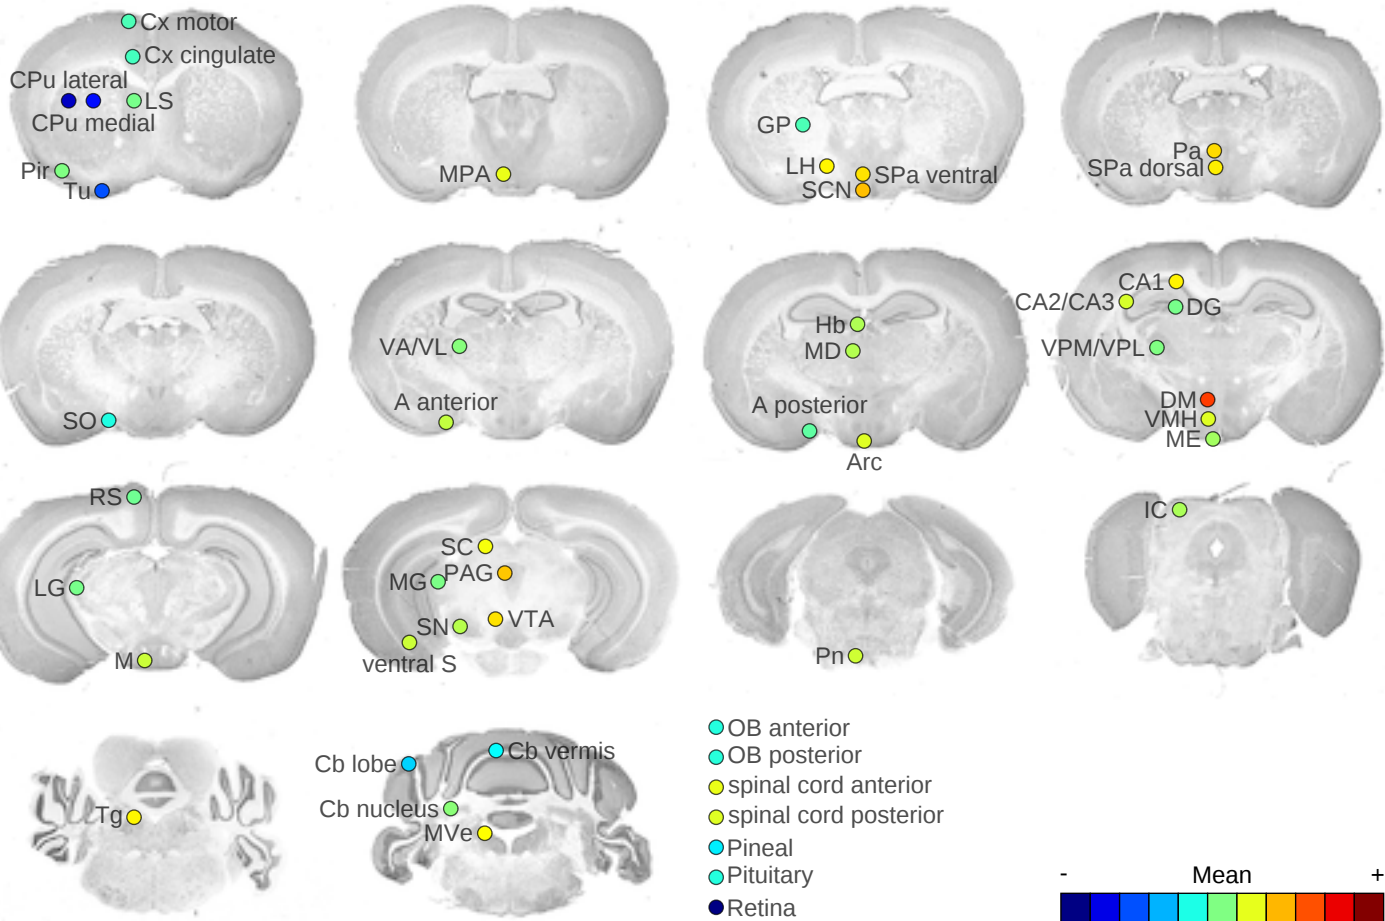 Cx motor
Cx cingulate
CPu lateral
LS
CPu medial
Pir
Tu
MPA
GP
LH
SPa ventral
SCN
Pa
SPa dorsal
SO
VA/VL
A anterior
Hb
MD
A posterior
Arc
CA1
CA2/CA3
DG
VPM/VPL
DM
VMH
ME
RS
LG
M
SC
PAG
MG
VTA
SN
ventral S
Pn
IC
Tg
Cb lobe
Cb vermis
Cb nucleus
MVe
OB anterior
OB posterior
spinal cord anterior
spinal cord posterior
Pineal
Pituitary
Retina
- Mean +